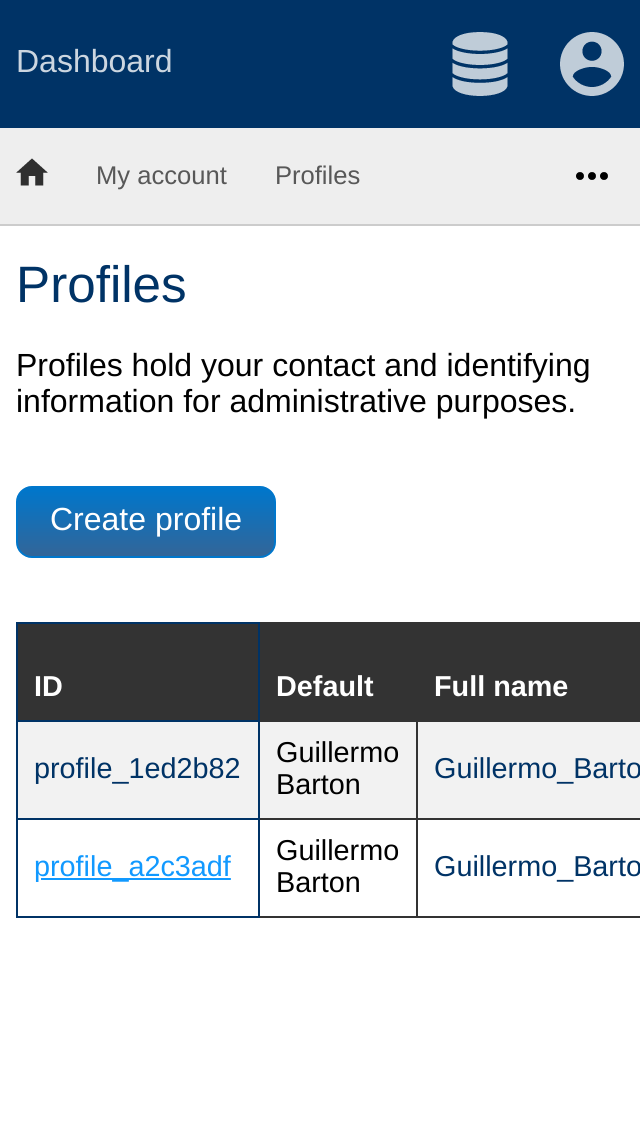 Dashboard
My account Profiles
Profiles
Profiles hold your contact and identifying
information for administrative purposes.
Create profile
ID Default Full name
profile_1ed2b82 Guillermo Barton Guillermo_Barto
profile_a2c3adf Guillermo Barton Guillermo_Barto